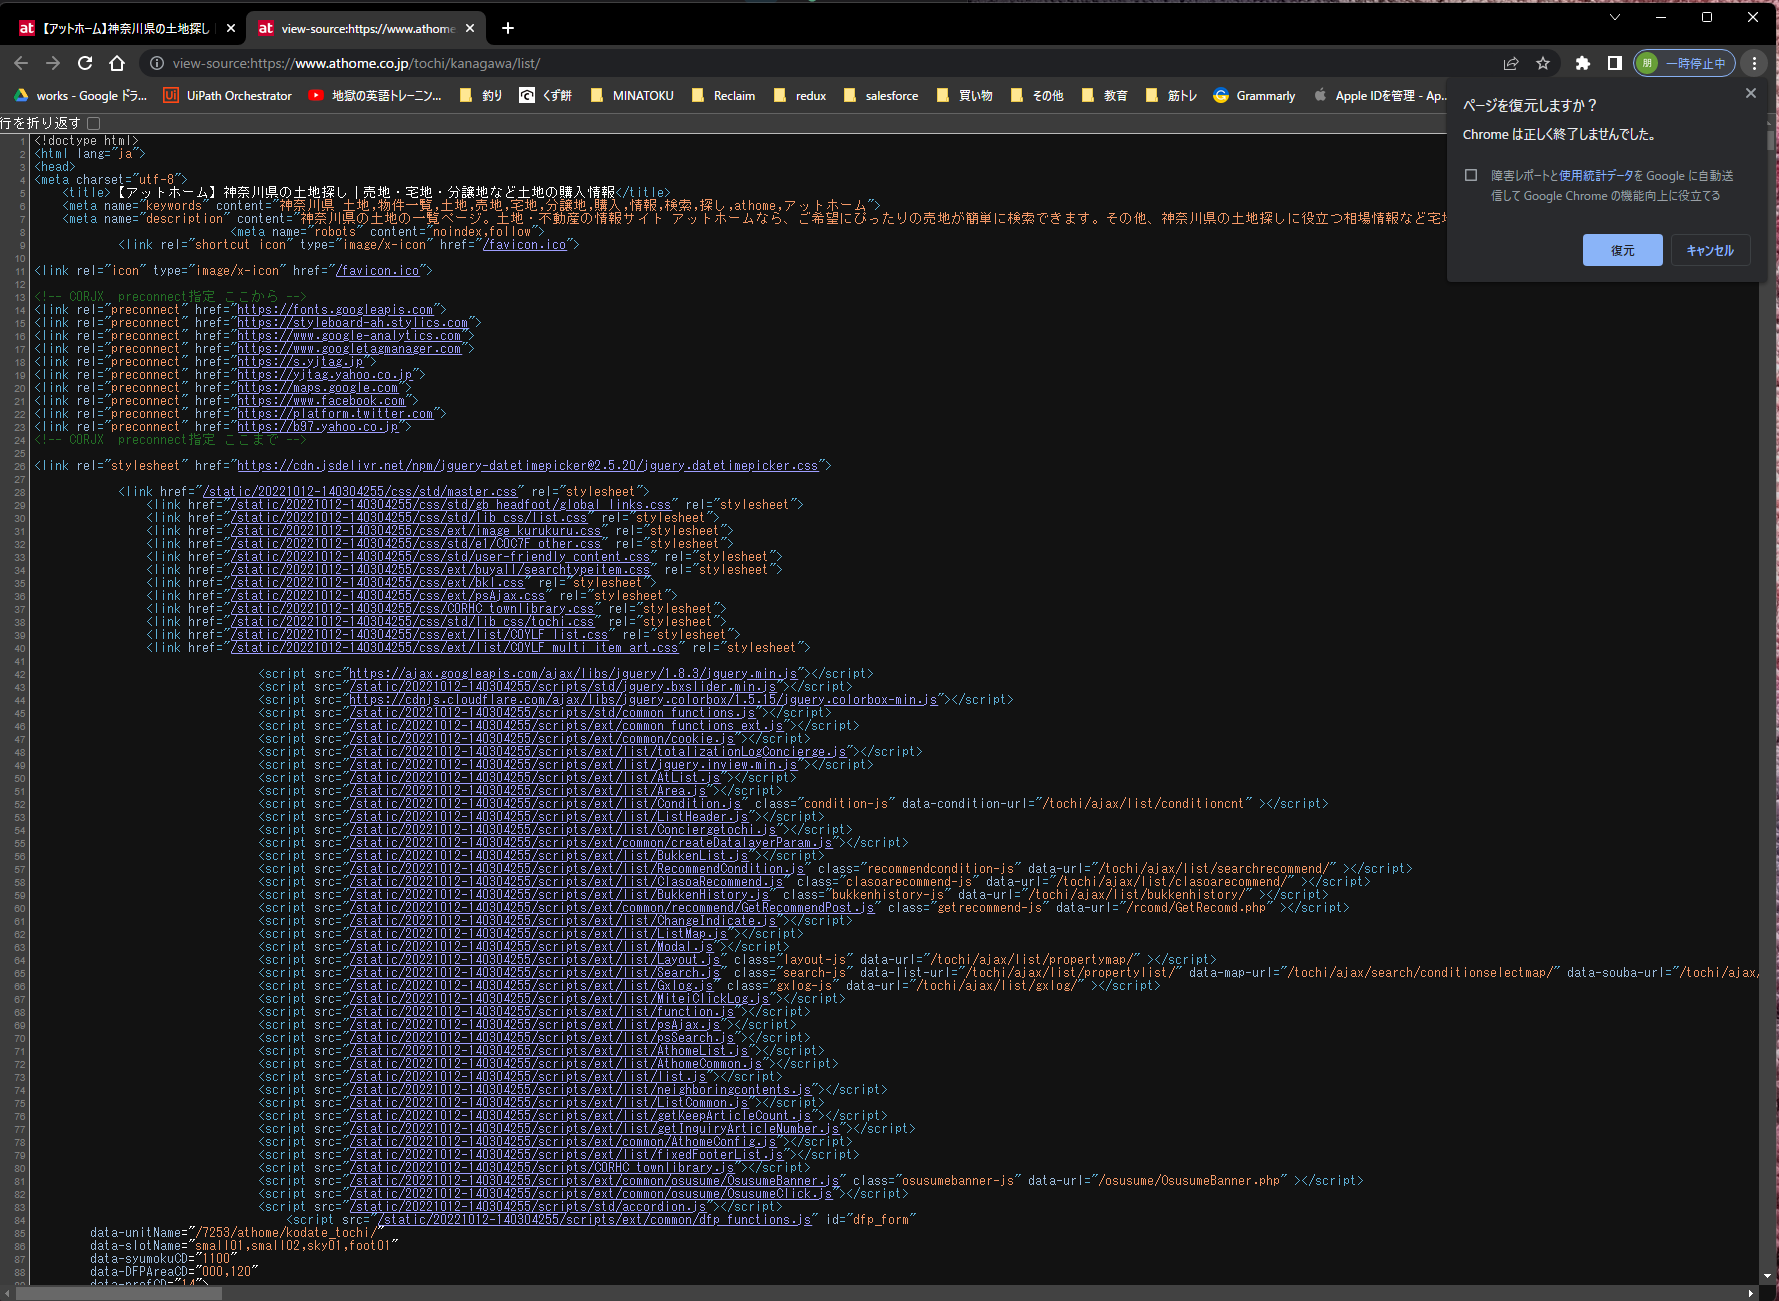 【アットホーム】神奈川県の土地探し
view-source:https://www.athome
view-source:https://www.athome.co.jp/tochi/kanagawa/list/
一時停止中
works - Google ドラ...
UiPath Orchestrator
地獄の英語トレーニン...
釣り
くず餅
MINATOKU
Reclaim
redux
salesforce
買い物
その他
教育
筋トレ
Grammarly
Apple IDを管理 - Ap...
ページを復元しますか？
Chrome は正しく終了しませんでした。
障害レポートと使用統計データを Google に自動送
信して Google Chrome の機能向上に役立てる
復元
キャンセル
行を折り返す
1 <!doctype html>
2 <html lang="ja">
3 <head>
4 <meta charset="utf-8">
5 <title>【アットホーム】神奈川県の土地探し｜売地・宅地・分譲地など土地の購入情報</title>
6 <meta name="keywords" content="神奈川県 土地,物件一覧,土地,売地,宅地,分譲地,購入,情報,検索,探し,athome,アットホーム">
7 <meta name="description" content="神奈川県の土地の一覧ページ。土地・不動産の情報サイト アットホームなら、ご希望にぴったりの売地が簡単に検索できます。その他、神奈川県の土地探しに役立つ相場情報など宅地
8 <meta name="robots" content="noindex,follow">
9 <link rel="shortcut icon" type="image/x-icon" href="/favicon.ico">
10
11 <link rel="icon" type="image/x-icon" href="/favicon.ico">
12
13 <!-- CORJX  preconnect指定 ここから -->
14 <link rel="preconnect" href="https://fonts.googleapis.com">
15 <link rel="preconnect" href="https://styleboard-ah.stylics.com">
16 <link rel="preconnect" href="https://www.google-analytics.com">
17 <link rel="preconnect" href="https://www.googletagmanager.com">
18 <link rel="preconnect" href="https://s.yjtag.jp">
19 <link rel="preconnect" href="https://yjtag.yahoo.co.jp">
20 <link rel="preconnect" href="https://maps.google.com">
21 <link rel="preconnect" href="https://www.facebook.com">
22 <link rel="preconnect" href="https://platform.twitter.com">
23 <link rel="preconnect" href="https://b97.yahoo.co.jp">
24 <!-- CORJX  preconnect指定 ここまで -->
25
26 <link rel="stylesheet" href="https://cdn.jsdelivr.net/npm/jquery-datetimepicker@2.5.20/jquery.datetimepicker.css">
27
28 <link href="/static/20221012-140304255/css/std/master.css" rel="stylesheet">
29 <link href="/static/20221012-140304255/css/std/gb_headfoot/global_links.css" rel="stylesheet">
30 <link href="/static/20221012-140304255/css/std/lib_css/list.css" rel="stylesheet">
31 <link href="/static/20221012-140304255/css/ext/image_kurukuru.css" rel="stylesheet">
32 <link href="/static/20221012-140304255/css/std/e1/CDC7F_other.css" rel="stylesheet">
33 <link href="/static/20221012-140304255/css/std/user-friendly_content.css" rel="stylesheet">
34 <link href="/static/20221012-140304255/css/ext/buyall/searchtypeitem.css" rel="stylesheet">
35 <link href="/static/20221012-140304255/css/ext/bkl.css" rel="stylesheet">
36 <link href="/static/20221012-140304255/css/ext/psAjax.css" rel="stylesheet">
37 <link href="/static/20221012-140304255/css/CORHC_townlibrary.css" rel="stylesheet">
38 <link href="/static/20221012-140304255/css/std/lib_css/tochi.css" rel="stylesheet">
39 <link href="/static/20221012-140304255/css/ext/list/COYLF_list.css" rel="stylesheet">
40 <link href="/static/20221012-140304255/css/ext/list/COYLF_multi_item_art.css" rel="stylesheet">
41
42 <script src="https://ajax.googleapis.com/ajax/libs/jquery/1.8.3/jquery.min.js"></script>
43 <script src="/static/20221012-140304255/scripts/std/jquery.bxslider.min.js"></script>
44 <script src="https://cdnjs.cloudflare.com/ajax/libs/jquery.colorbox/1.5.15/jquery.colorbox-min.js"></script>
45 <script src="/static/20221012-140304255/scripts/std/common_functions.js"></script>
46 <script src="/static/20221012-140304255/scripts/ext/common_functions_ext.js"></script>
47 <script src="/static/20221012-140304255/scripts/ext/common/cookie.js"></script>
48 <script src="/static/20221012-140304255/scripts/ext/list/totalizationLogConcierge.js"></script>
49 <script src="/static/20221012-140304255/scripts/ext/list/jquery.inview.min.js"></script>
50 <script src="/static/20221012-140304255/scripts/ext/list/AtList.js"></script>
51 <script src="/static/20221012-140304255/scripts/ext/list/Area.js"></script>
52 <script src="/static/20221012-140304255/scripts/ext/list/Condition.js" class="condition-js" data-condition-url="/tochi/ajax/list/conditioncnt" ></script>
53 <script src="/static/20221012-140304255/scripts/ext/list/ListHeader.js"></script>
54 <script src="/static/20221012-140304255/scripts/ext/list/Conciergetochi.js"></script>
55 <script src="/static/20221012-140304255/scripts/ext/common/createDatalayerParam.js"></script>
56 <script src="/static/20221012-140304255/scripts/ext/list/BukkenList.js"></script>
57 <script src="/static/20221012-140304255/scripts/ext/list/RecommendCondition.js" class="recommendcondition-js" data-url="/tochi/ajax/list/searchrecommend/" ></script>
58 <script src="/static/20221012-140304255/scripts/ext/list/ClasoaRecommend.js" class="clasoarecommend-js" data-url="/tochi/ajax/list/clasoarecommend/" ></script>
59 <script src="/static/20221012-140304255/scripts/ext/list/BukkenHistory.js" class="bukkenhistory-js" data-url="/tochi/ajax/list/bukkenhistory/" ></script>
60 <script src="/static/20221012-140304255/scripts/ext/common/recommend/GetRecommendPost.js" class="getrecommend-js" data-url="/rcomd/GetRecomd.php" ></script>
61 <script src="/static/20221012-140304255/scripts/ext/list/ChangeIndicate.js"></script>
62 <script src="/static/20221012-140304255/scripts/ext/list/ListMap.js"></script>
63 <script src="/static/20221012-140304255/scripts/ext/list/Modal.js"></script>
64 <script src="/static/20221012-140304255/scripts/ext/list/Layout.js" class="layout-js" data-url="/tochi/ajax/list/propertymap/" ></script>
65 <script src="/static/20221012-140304255/scripts/ext/list/Search.js" class="search-js" data-list-url="/tochi/ajax/list/propertylist/" data-map-url="/tochi/ajax/search/conditionselectmap/" data-souba-url="/tochi/ajax,
66 <script src="/static/20221012-140304255/scripts/ext/list/Gxlog.js" class="gxlog-js" data-url="/tochi/ajax/list/gxlog/" ></script>
67 <script src="/static/20221012-140304255/scripts/ext/list/MiteiClickLog.js"></script>
68 <script src="/static/20221012-140304255/scripts/ext/list/function.js"></script>
69 <script src="/static/20221012-140304255/scripts/ext/list/psAjax.js"></script>
70 <script src="/static/20221012-140304255/scripts/ext/list/psSearch.js"></script>
71 <script src="/static/20221012-140304255/scripts/ext/list/AthomeList.js"></script>
72 <script src="/static/20221012-140304255/scripts/ext/list/AthomeCommon.js"></script>
73 <script src="/static/20221012-140304255/scripts/ext/list/list.js"></script>
74 <script src="/static/20221012-140304255/scripts/ext/list/neighboringcontents.js"></script>
75 <script src="/static/20221012-140304255/scripts/ext/list/ListCommon.js"></script>
76 <script src="/static/20221012-140304255/scripts/ext/list/getKeepArticleCount.js"></script>
77 <script src="/static/20221012-140304255/scripts/ext/list/getInquiryArticleNumber.js"></script>
78 <script src="/static/20221012-140304255/scripts/ext/common/AthomeConfig.js"></script>
79 <script src="/static/20221012-140304255/scripts/ext/list/fixedFooterList.js"></script>
80 <script src="/static/20221012-140304255/scripts/CORHC_townlibrary.js"></script>
81 <script src="/static/20221012-140304255/scripts/ext/common/osusume/OsusumeBanner.js" class="osusumebanner-js" data-url="/osusume/OsusumeBanner.php" ></script>
82 <script src="/static/20221012-140304255/scripts/ext/common/osusume/OsusumeClick.js"></script>
83 <script src="/static/20221012-140304255/scripts/std/accordion.js"></script>
84 <script src="/static/20221012-140304255/scripts/ext/common/dfp_functions.js" id="dfp_form"
85 data-unitName="/7253/athome/kodate_tochi/"
86 data-slotName="small01,small02,sky01,foot01"
87 data-syumokuCD="1100"
88 data-DFPAreaCD="000,120"
data-prefCD="14">